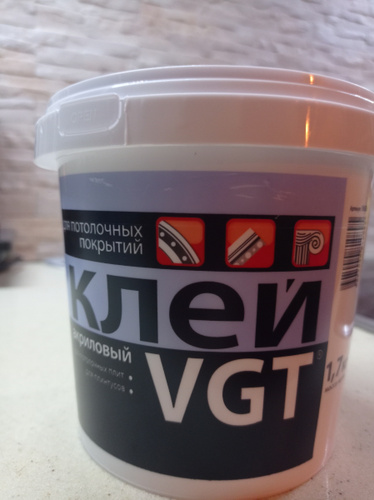 для потолочных
покрытий
клей
акриловый
VGT